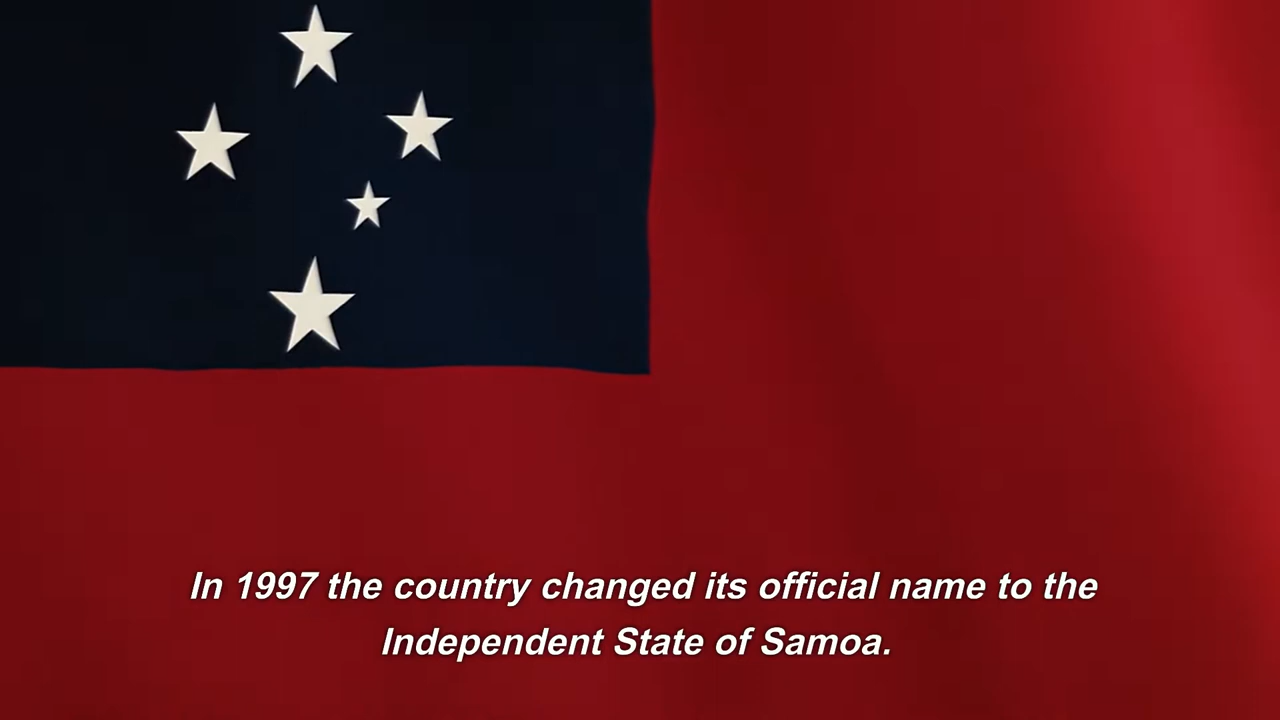 In 1997 the country changed its official name to the
Independent State of Samoa.